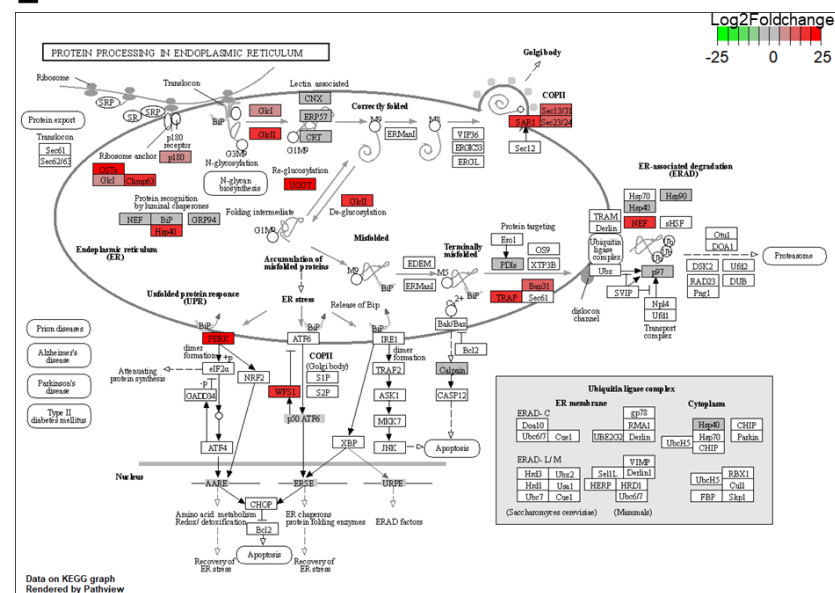 Log2Foldchange
-25 0 25
PROTEIN PROCESSING IN ENDOPLASMIC RETICULUM
Golgi body
Ribosome
Translocon
Lectin associated
COPII
SRP
SRP
SR
BiP
GlcI
CNX
Correctly folded
Sec13/31
Protein export
ERP57
M9
M8
SAR1
Sec23/24
Translocon
p180 receptor
GlcII
CRT
ERManI
VIP36
Sec61
Sec62/63
G3M9
G1M9
ERGIC53
Sec12
Ribosome anchor
p180
N-glycosylation
ERGL
ER-associated degradation (ERAD)
OSTs
Re-glucosylation
GlcI
Climp63
N-glycan biosynthesis
UGGT
Hsp70
Hsp90
Hsp40
Protein recognition by luminal chaperones
GlcII
NEF
sHSF
NEF
BiP
GRP94
Folding intermediate
De-glucosylation
Protein targeting
TRAM
Derlin
Otu1
Hsp40
G1M9
Ero1
OS9
Ubiquitin ligase complex
Ub
Ub
Ub
DOA1
Proteasome
Endoplasmic reticulum (ER)
Misfolded
Terminally misfolded
PDIs
XTP3B
Ubx
p97
DSK2
Ufd2
Accumulation of misfolded proteins
M9
EDEM
M5
Bap31
RAD23
DUB
ERManI
BiP
TRAP
Sec61
SVIP
Png1
Unfolded protein responce (UPR)
ER stress
Release of Bip
2+
dislocon channel
Npl4
Ufd1
Transport complex
Prion diseases
BiP
BiP
BiP
Bak/Bax
PERK
ATF6
IRE1
Bcl2
Alzheimer's disease
dimer formation
+p
COPII
(Golgi body)
dimer formation
Attenuating protein synthesis
eIF2α
NRF2
S1P
TRAF2
Calpain
Ubiquitin ligase complex
Parkinson's disease
-p
GADD34
WFS1
S2P
ASK1
CASP12
ER membrane
Cytoplasm
Type II diabetes mellitus
p50 ATF6
MKK7
ERAD- C
gp78
Hsp40
CHIP
Doa10
RMA1
Hsp70
Parkin
Ubc6/7
Cue1
UBE2G2
Derlin
UbcH5
CHIP
ATF4
XBP
JNK
Apoptosis
ERAD- L/ M
VIMP
Nucleus
Hrd3
Ubx2
Sel1L
Derlin1
RBX1
AARE
ERSE
URPE
Hrd1
Usa1
HERP
HRD1
UbcH5
Cul1
Ubc7
Cue1
Ubc6/7
FBP
Skp1
CHOP
(Saccharomyces cerevisiae)
(Mammals)
Amino acid metabolism
Redox/ detoxification
ER chaperons
protein folding enzymes
ERAD factors
Bcl2
Recovery of ER stress
Apoptosis
Recovery of ER stress
Data on KEGG graph
Rendered by Pathview